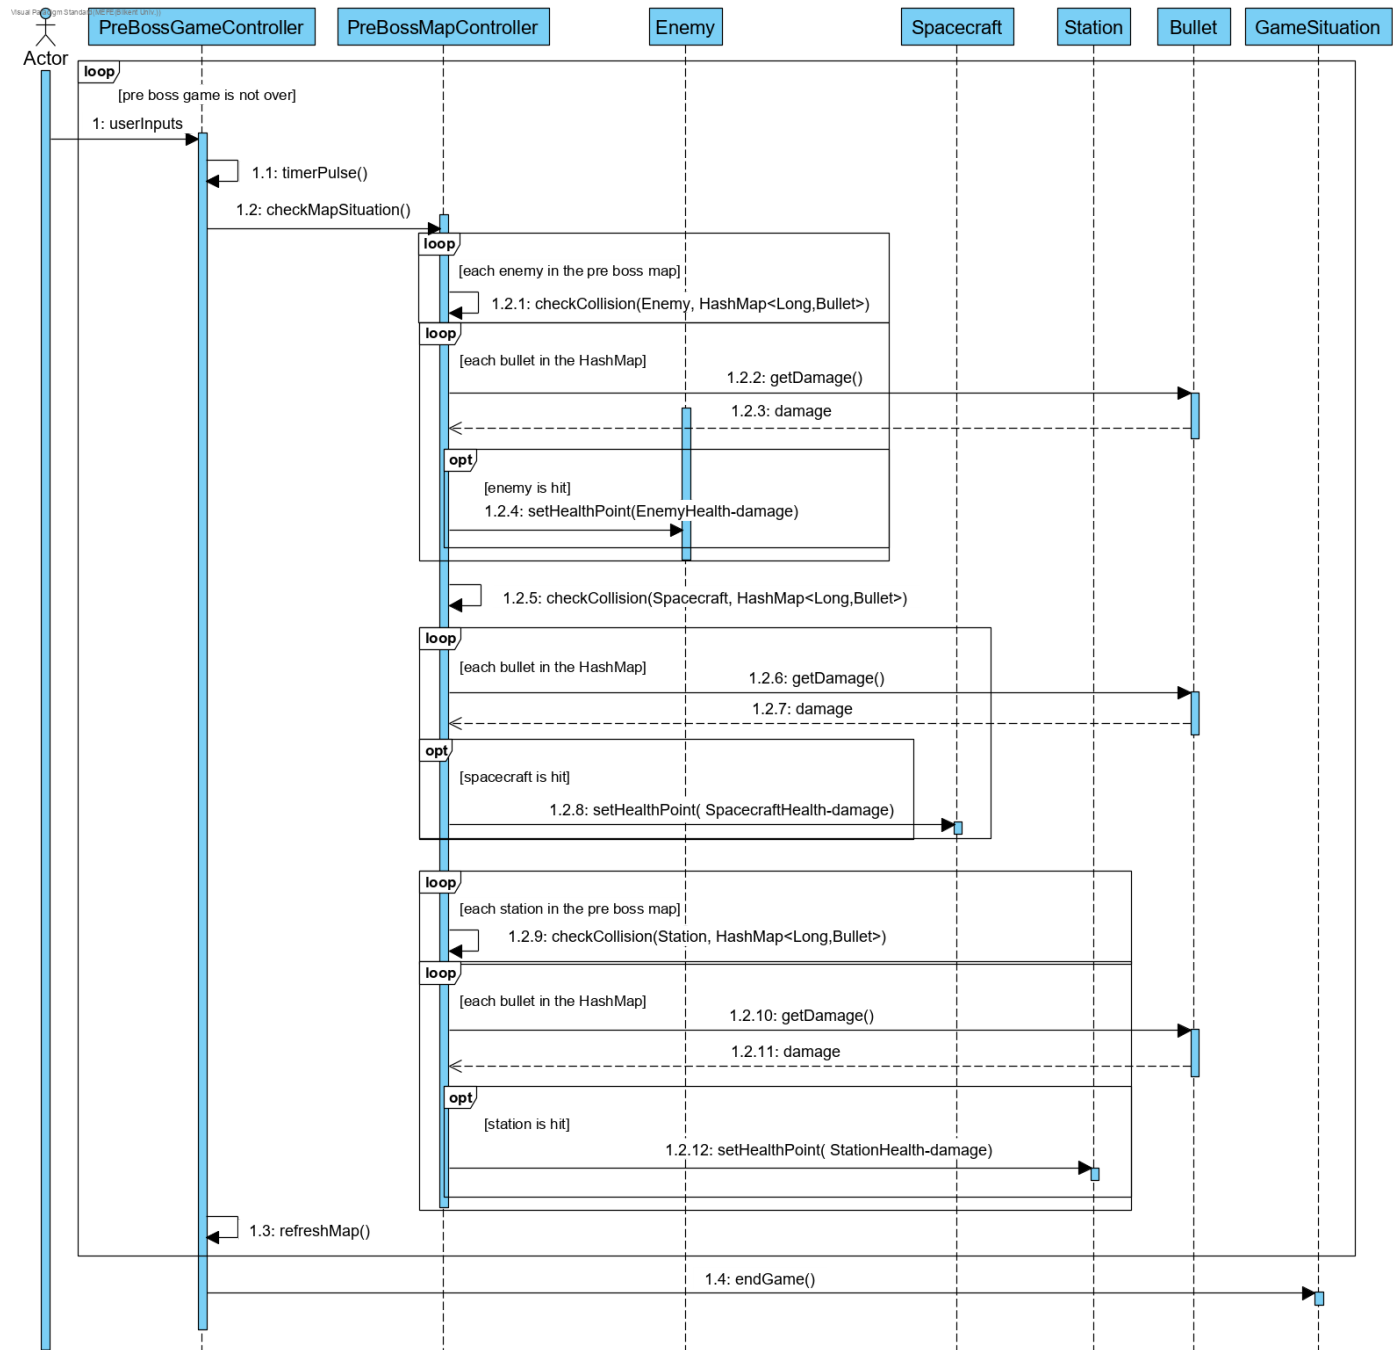 Visual Paradigm Standard(MEFE(Bilkent Univ.))
Actor
PreBossGameController
PreBossMapController
Enemy
Spacecraft
Station
Bullet
GameSituation
loop
[pre boss game is not over]
1: userInputs
1.1: timerPulse()
1.2: checkMapSituation()
loop
[each enemy in the pre boss map]
1.2.1: checkCollision(Enemy, HashMap<Long,Bullet>)
loop
[each bullet in the HashMap]
1.2.2: getDamage()
1.2.3: damage
opt
[enemy is hit]
1.2.4: setHealthPoint(EnemyHealth-damage)
1.2.5: checkCollision(Spacecraft, HashMap<Long,Bullet>)
loop
[each bullet in the HashMap]
1.2.6: getDamage()
1.2.7: damage
opt
[spacecraft is hit]
1.2.8: setHealthPoint( SpacecraftHealth-damage)
loop
[each station in the pre boss map]
1.2.9: checkCollision(Station, HashMap<Long,Bullet>)
loop
[each bullet in the HashMap]
1.2.10: getDamage()
1.2.11: damage
opt
[station is hit]
1.2.12: setHealthPoint( StationHealth-damage)
1.3: refreshMap()
1.4: endGame()